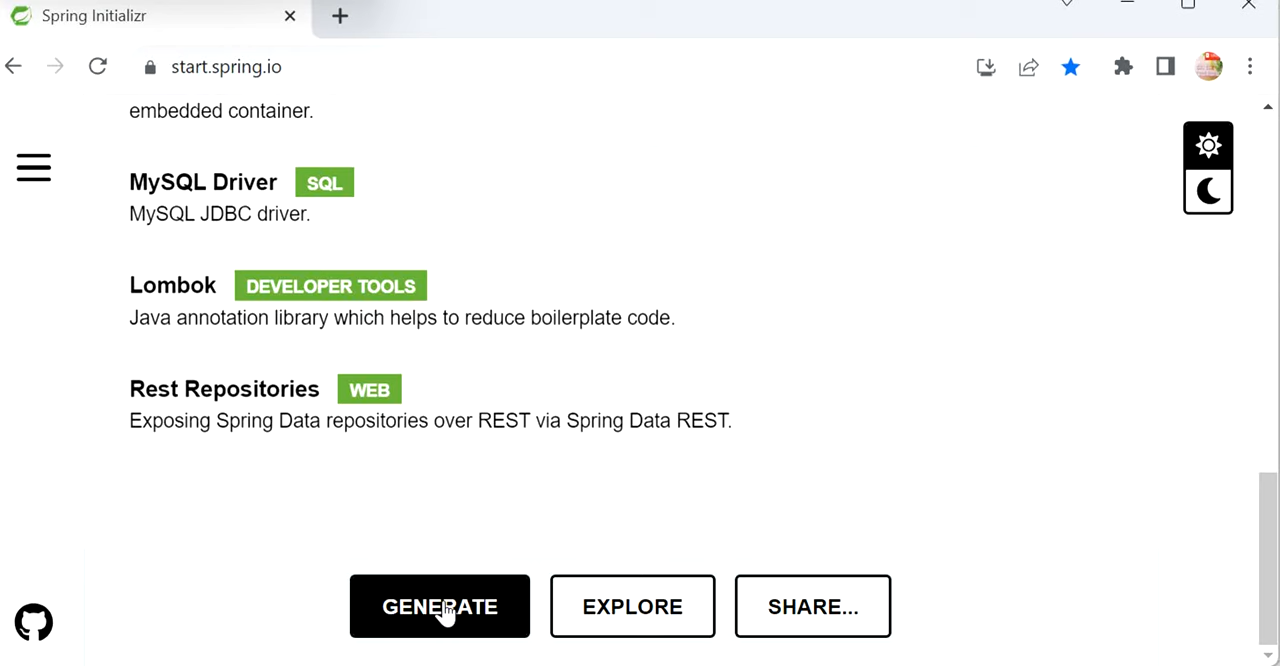 Spring Initializr
start.spring.io
embedded container.
MySQL Driver SQL
MySQL JDBC driver.
Lombok DEVELOPER TOOLS
Java annotation library which helps to reduce boilerplate code.
Rest Repositories WEB
Exposing Spring Data repositories over REST via Spring Data REST.
GENERATE EXPLORE SHARE...